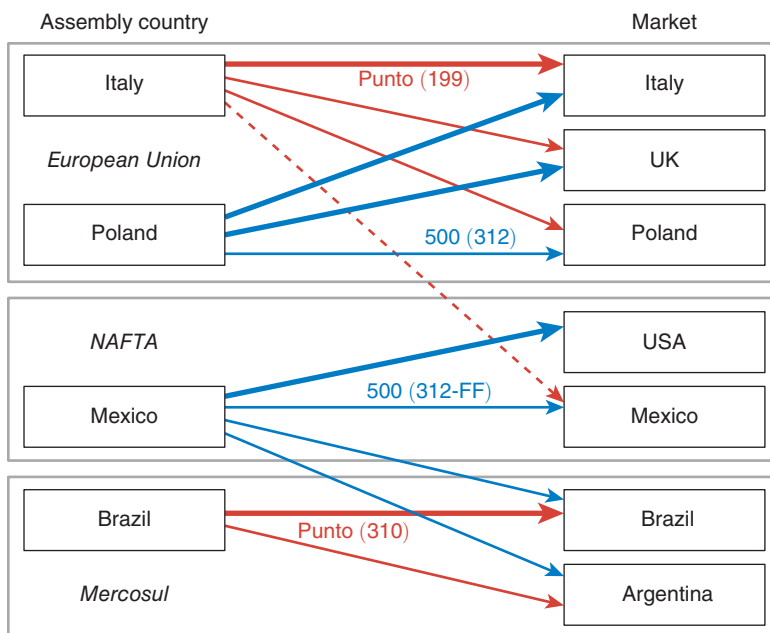 Assembly country
Market
Italy
Punto (199)
Italy
European Union
UK
Poland
500 (312)
Poland
NAFTA
USA
Mexico
500 (312-FF)
Mexico
Brazil
Punto (310)
Brazil
Mercosul
Argentina